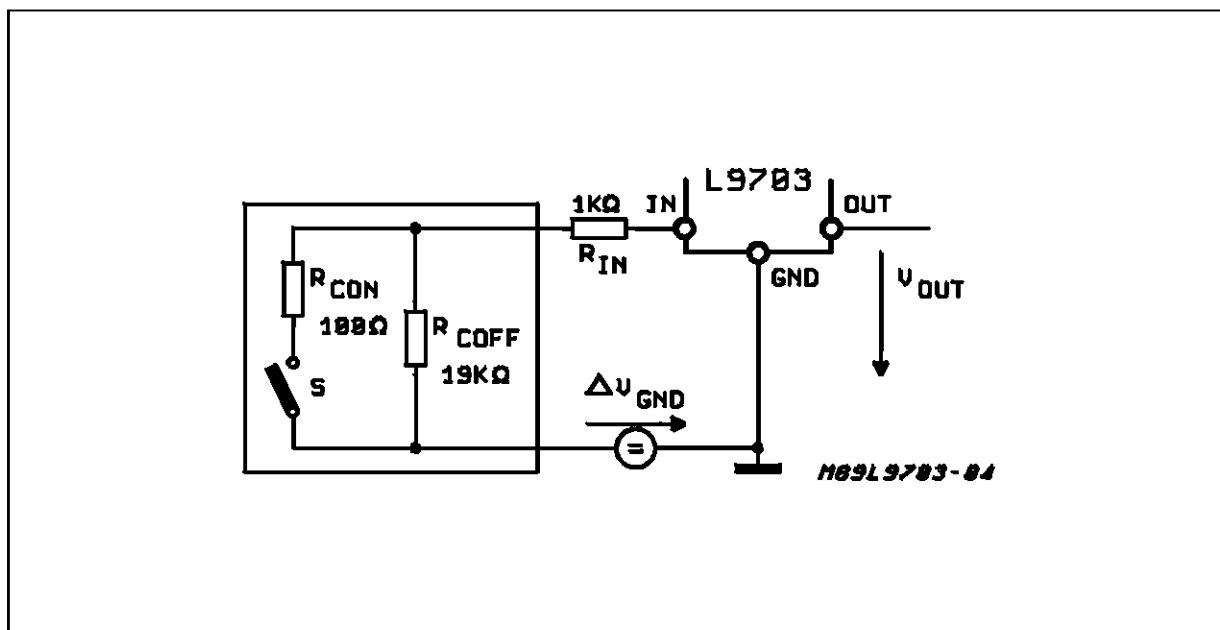 L9703
1KΩ
IN
OUT
R IN
GND
V OUT
R CON
100Ω
R COFF
19KΩ
S
ΔV GND
=
M89L9703-04